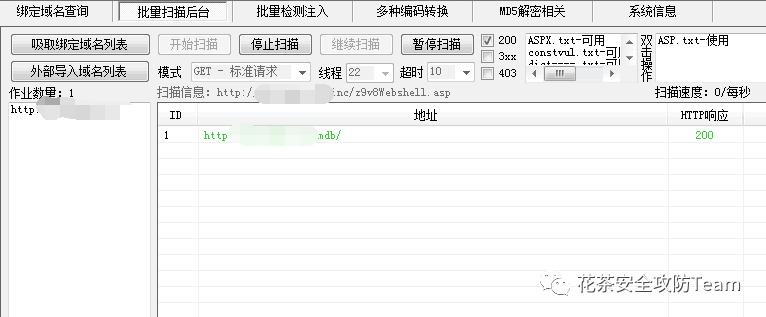 绑定域名查询 批量扫描后台 批量检测注入 多种编码转换 MD5解密相关 系统信息
吸取绑定域名列表 开始扫描 停止扫描 继续扫描 暂停扫描 200 ASPX.txt-可用 双击操作 ASP.txt-使用
3xx constvul.txt-可用
外部导入域名列表 模式 GET - 标准请求 线程 22 超时 10 403
作业数量: 1 扫描信息: http:/ inc/z9v8Webshell.asp 扫描速度: 0/每秒
http: ID 地址 HTTP响应
1 http mdb/ 200
花茶安全攻防Team